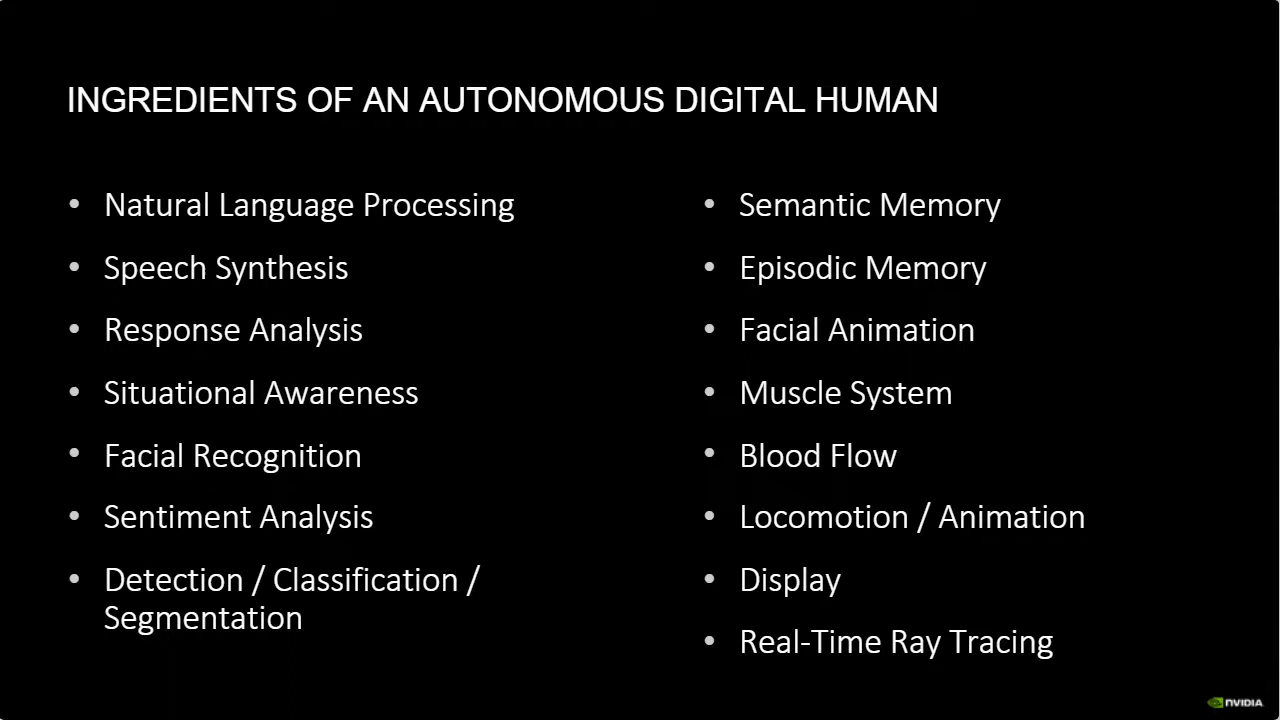 INGREDIENTS OF AN AUTONOMOUS DIGITAL HUMAN
• Natural Language Processing
• Speech Synthesis
• Response Analysis
• Situational Awareness
• Facial Recognition
• Sentiment Analysis
• Detection / Classification /
Segmentation
• Semantic Memory
• Episodic Memory
• Facial Animation
• Muscle System
• Blood Flow
• Locomotion / Animation
• Display
• Real-Time Ray Tracing
NVIDIA